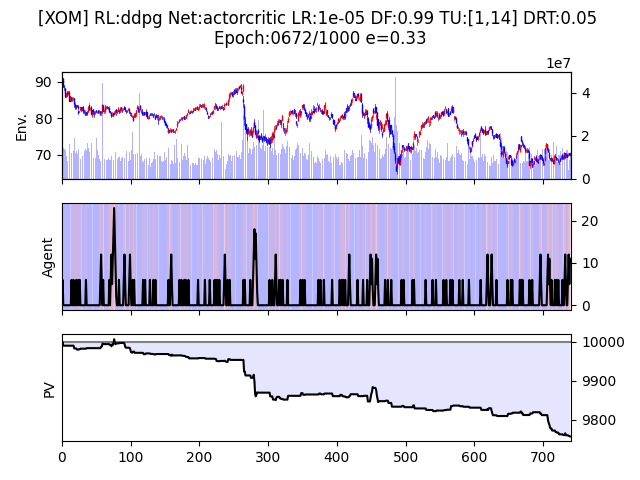 [XOM] RL:ddpg Net:actorcritic LR:1e-05 DF:0.99 TU:[1,14] DRT:0.05
Epoch:0672/1000 e=0.33
1e7
90
80
70
Env.
4
2
0
Agent
20
10
0
PV
10000
9900
9800
0 100 200 300 400 500 600 700